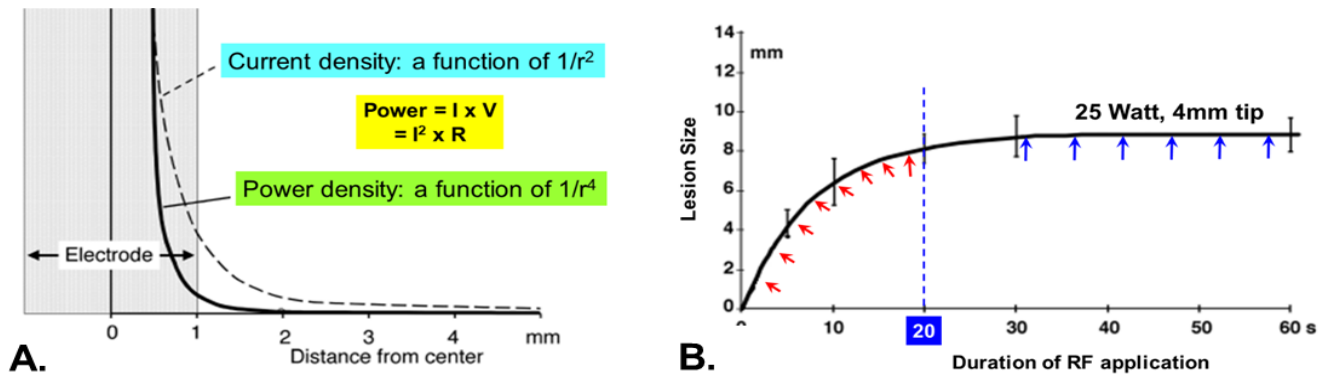 Current density: a function of 1/r²
Power = I x V
= I² x R
Power density: a function of 1/r⁴
Electrode
0 1 2 3 4 mm
Distance from center
A.
14
mm
12
10
25 Watt, 4mm tip
8
6
4
2
0
Lesion Size
0 10 20 30 40 50 60 s
Duration of RF application
B.